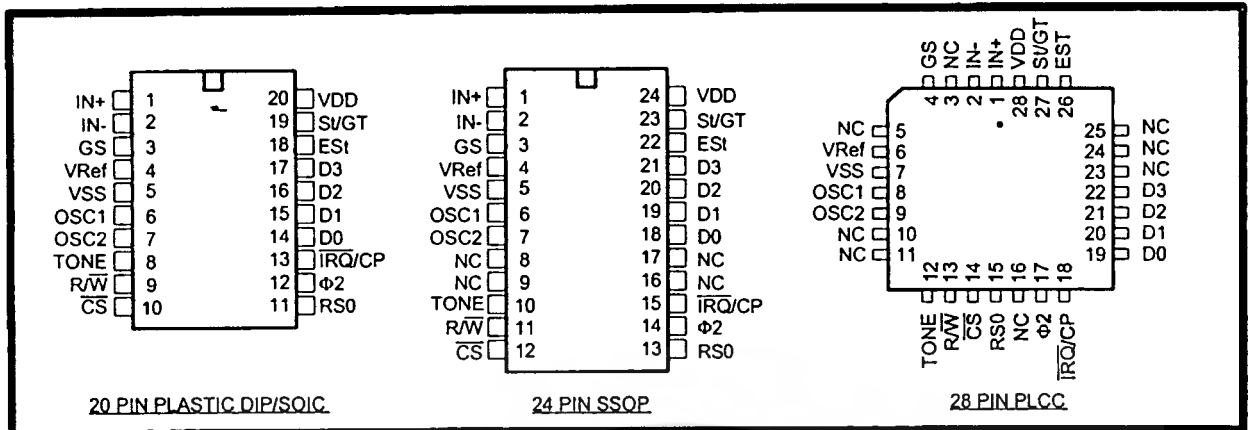 IN+ 1 20 VDD
IN- 2 19 St/GT
GS 3 18 ESt
VRef 4 17 D3
VSS 5 16 D2
OSC1 6 15 D1
OSC2 7 14 D0
TONE 8 13 I̅R̅Q̅/CP
R/W̅ 9 12 Φ2
C̅S̅ 10 11 RS0
20 PIN PLASTIC DIP/SOIC
IN+ 1 24 VDD
IN- 2 23 St/GT
GS 3 22 ESt
VRef 4 21 D3
VSS 5 20 D2
OSC1 6 19 D1
OSC2 7 18 D0
NC 8 17 NC
NC 9 16 NC
TONE 10 15 I̅R̅Q̅/CP
R/W̅ 11 14 Φ2
C̅S̅ 12 13 RS0
24 PIN SSOP
GS NC IN- IN+ VDD St/GT EST
4 3 2 1 28 27 26
NC 5 25 NC
VRef 6 24 NC
VSS 7 23 NC
OSC1 8 22 D3
OSC2 9 21 D2
NC 10 20 D1
NC 11 19 D0
12 13 14 15 16 17 18
TONE R/W̅ C̅S̅ RS0 NC Φ2 I̅R̅Q̅/CP
28 PIN PLCC